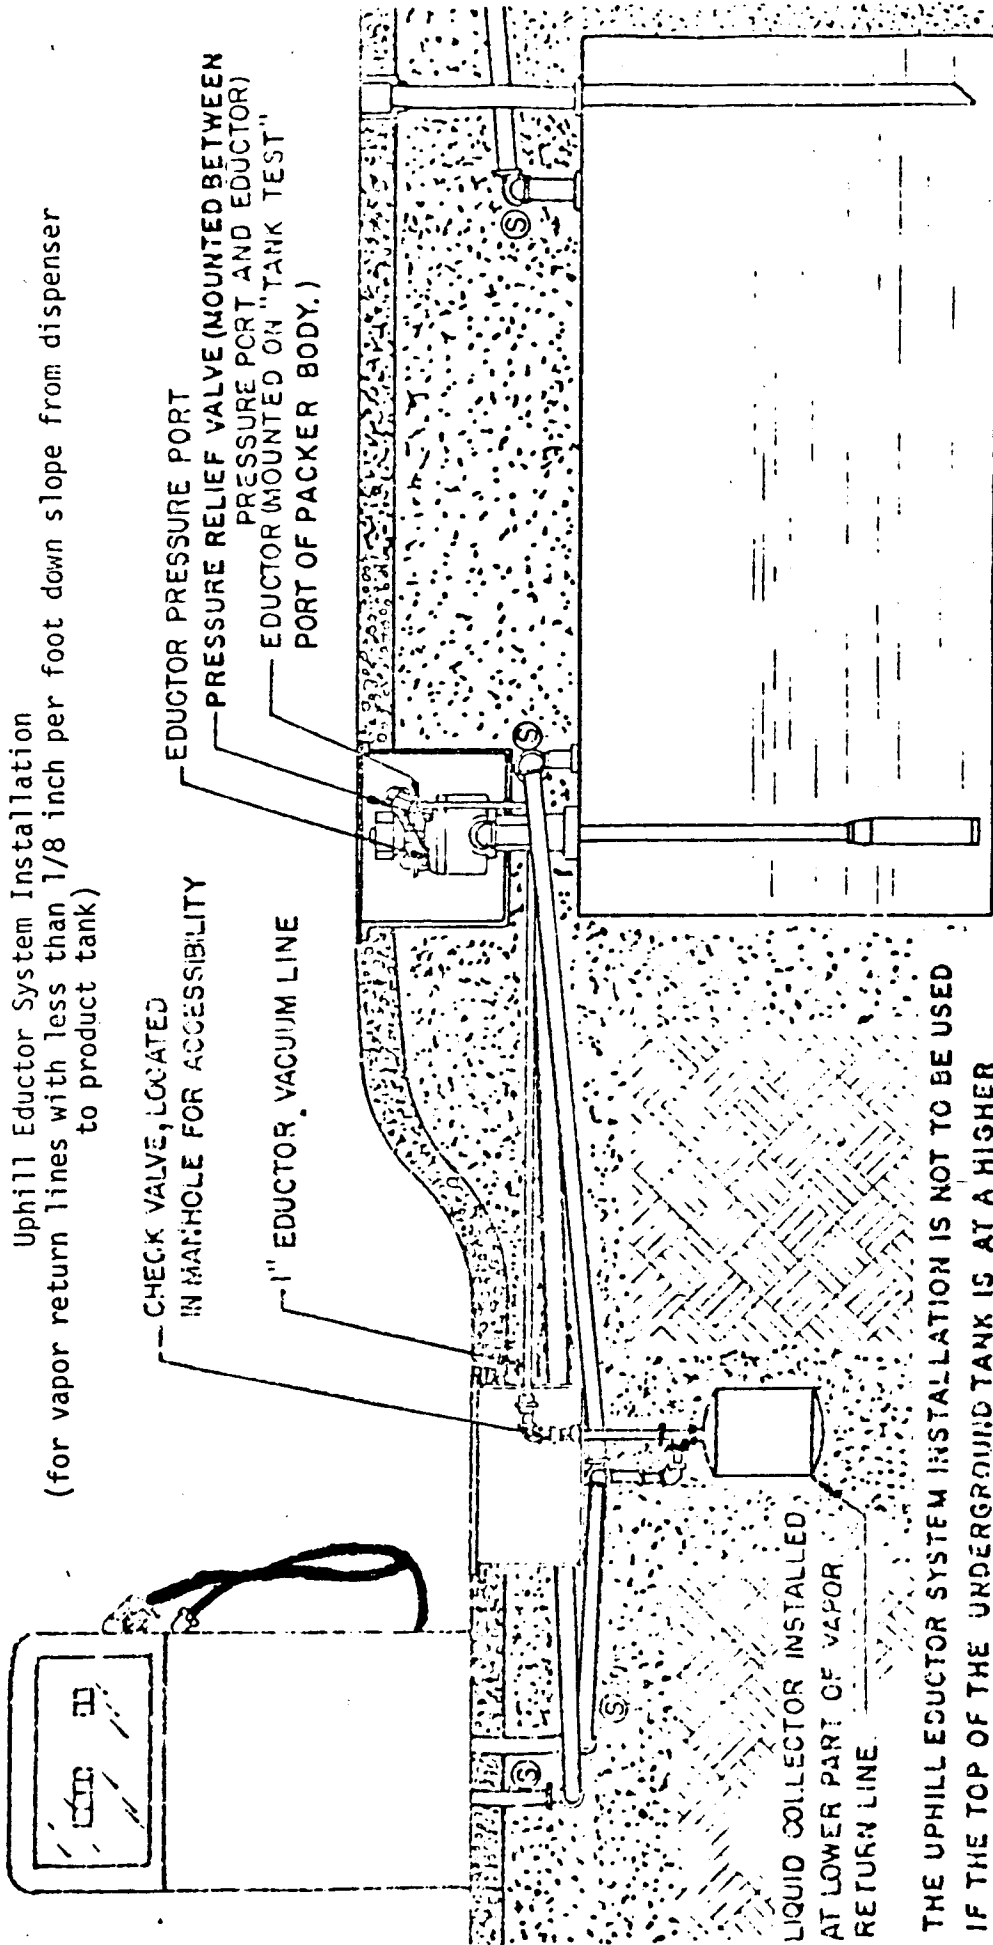 Uphill Eductor System Installation
(for vapor return lines with less than 1/8 inch per foot down slope from dispenser
to product tank)
CHECK VALVE, LOCATED
IN MANHOLE FOR ACCESSIBILITY
1" EDUCTOR VACUUM LINE
EDUCTOR PRESSURE PORT
PRESSURE RELIEF VALVE (MOUNTED BETWEEN
PRESSURE PORT AND EDUCTOR)
EDUCTOR (MOUNTED ON "TANK TEST"
PORT OF PACKER BODY.)
S
S
S
S
LIQUID COLLECTOR INSTALLED
AT LOWER PART OF VAPOR
RETURN LINE
THE UPHILL EDUCTOR SYSTEM INSTALLATION IS NOT TO BE USED
IF THE TOP OF THE UNDERGROUND TANK IS AT A HIGHER